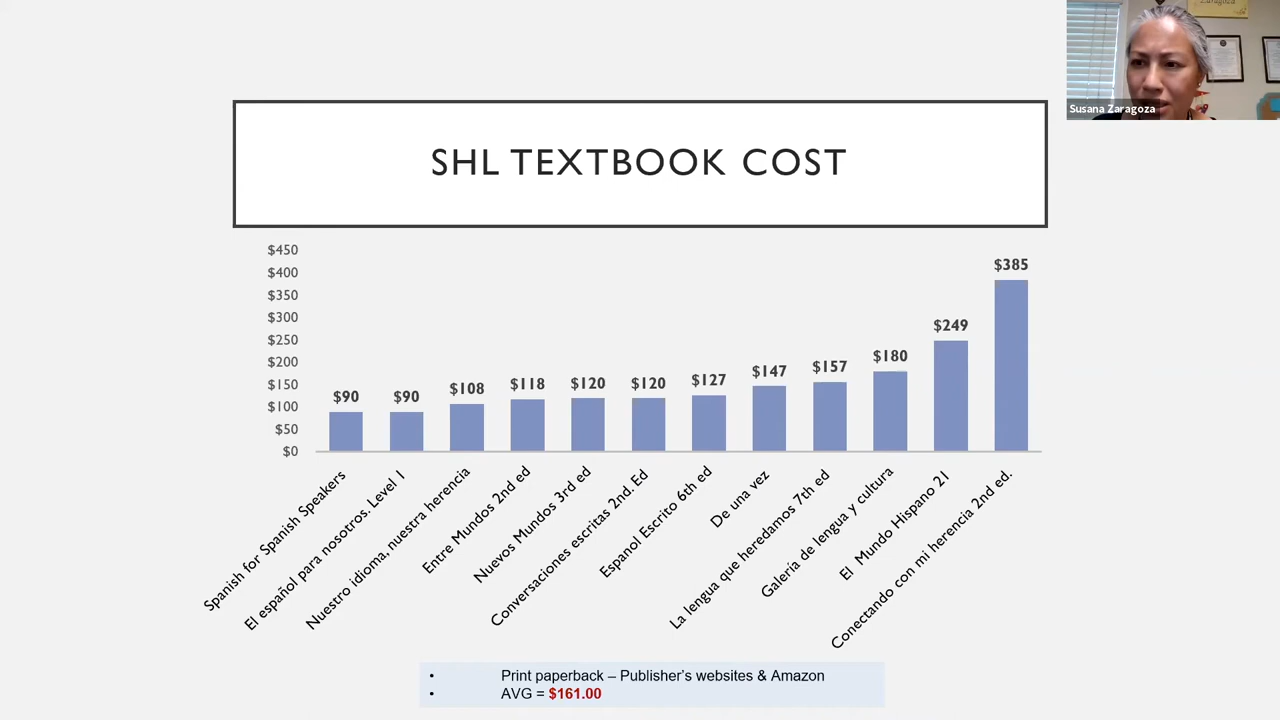 Zaragoza
Susana Zaragoza
SHL TEXTBOOK COST
$450
$400
$350
$300
$250
$200
$150
$100
$50
$0
$90
$90
$108
$118
$120
$120
$127
$147
$157
$180
$249
$385
Spanish for Spanish Speakers
El español para nosotros. Level 1
Nuestro idioma, nuestra herencia
Entre Mundos 2nd ed
Nuevos Mundos 3rd ed
Conversaciones escritas 2nd. Ed
Espanol Escrito 6th ed
De una vez
La lengua que heredamos 7th ed
Galería de lengua y cultura
El Mundo Hispano 21
Conectando con mi herencia 2nd ed.
• Print paperback – Publisher's websites & Amazon
• AVG = $161.00